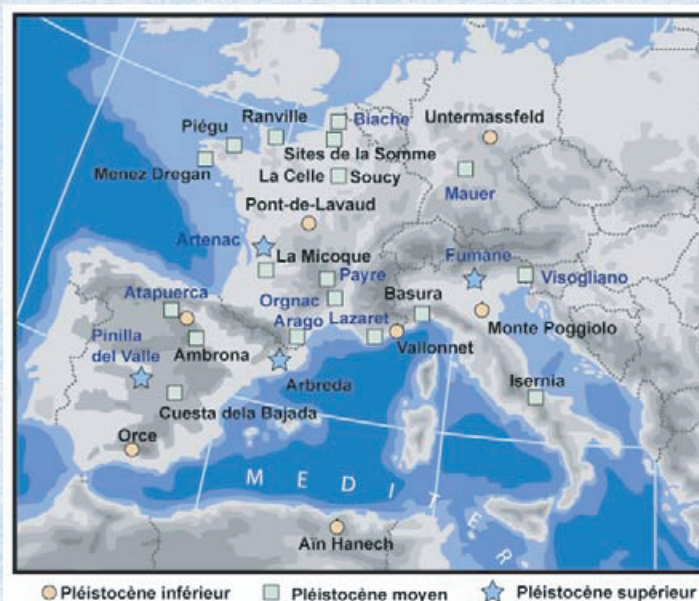 Ranville
Biache
Untermassfeld
Piégu
Sites de la Somme
Menez Dregan
La Celle
Soucy
Mauer
Pont-de-Lavaud
Artenac
La Micoque
Fumane
Payre
Visogliano
Atapuerca
Orgnac
Basura
Arago
Lazaret
Pinilla
del Valle
Monte Poggiolo
Ambrona
Vallonnet
Arbreda
Isernia
Cuesta dela Bajada
Orce
MEDITER
Aïn Hanech
Pléistocène inférieur
Pléistocène moyen
Pléistocène supérieur